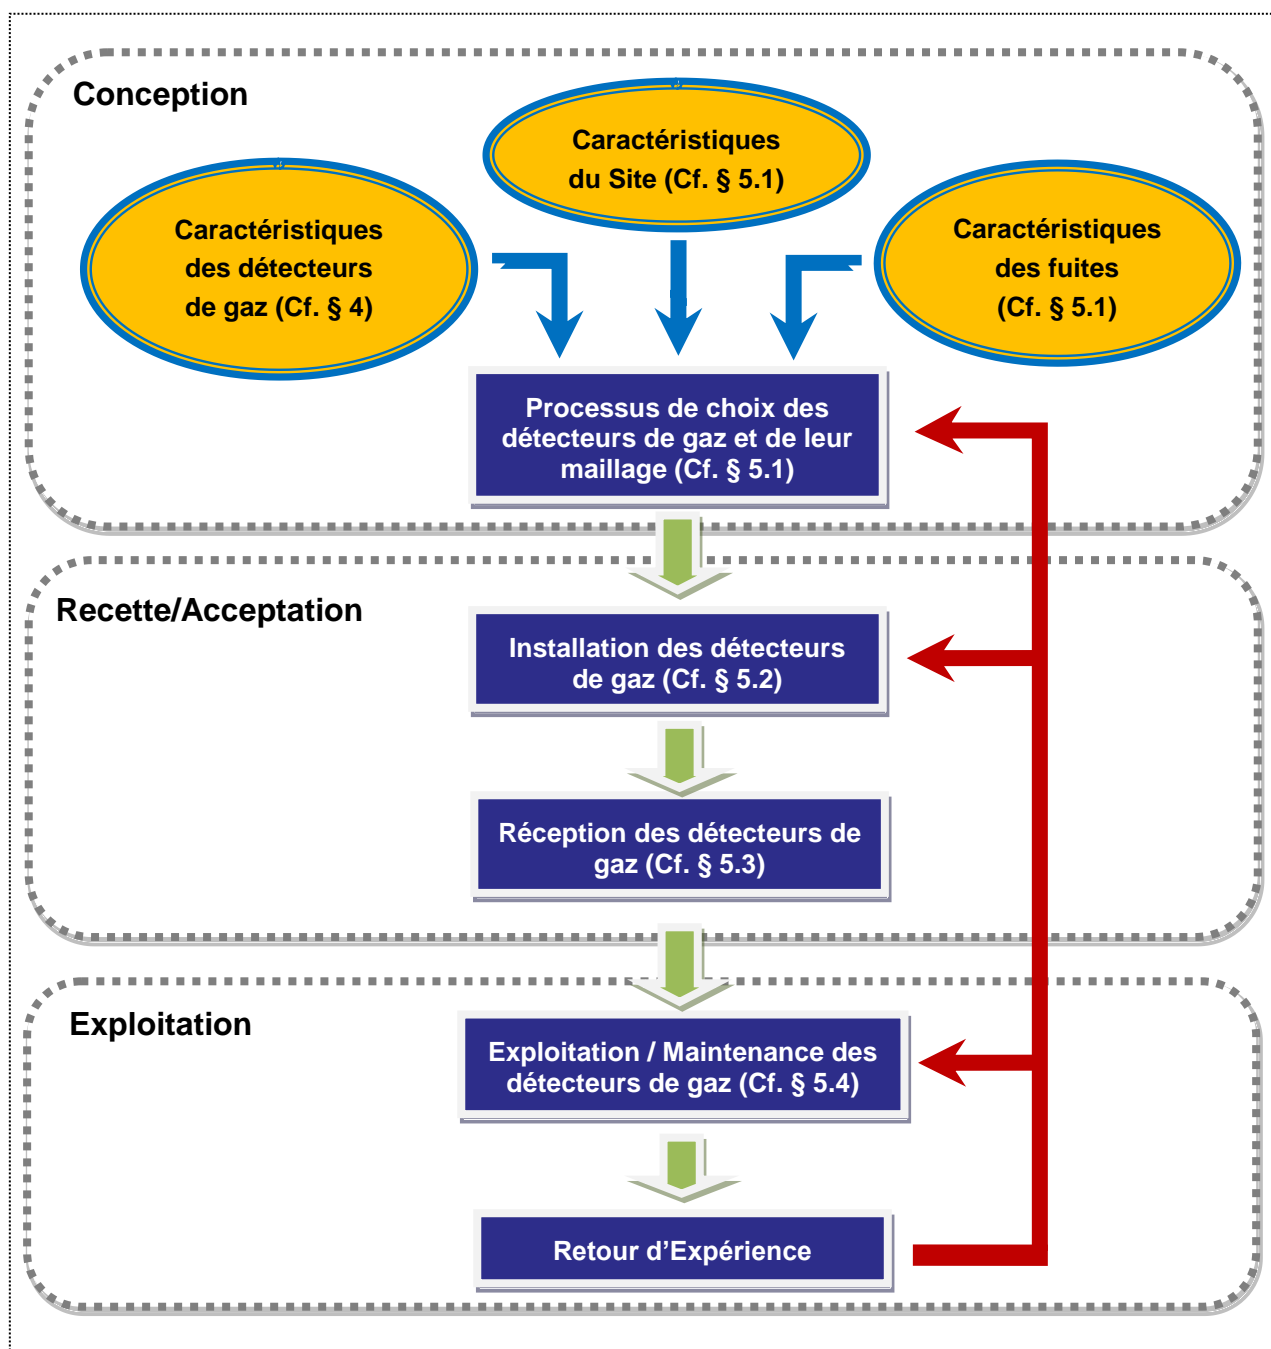 Conception
Caractéristiques
du Site (Cf. § 5.1)
Caractéristiques
des détecteurs
de gaz (Cf. § 4)
Caractéristiques
des fuites
(Cf. § 5.1)
Processus de choix des
détecteurs de gaz et de leur
maillage (Cf. § 5.1)
Recette/Acceptation
Installation des détecteurs
de gaz (Cf. § 5.2)
Réception des détecteurs de
gaz (Cf. § 5.3)
Exploitation
Exploitation / Maintenance des
détecteurs de gaz (Cf. § 5.4)
Retour d’Expérience